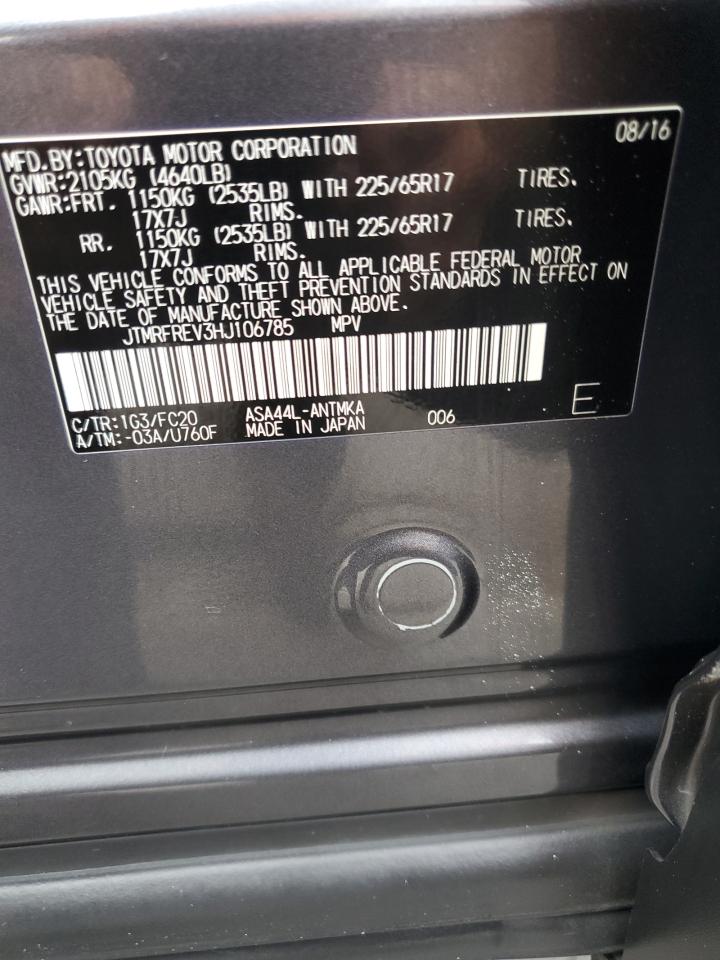 08/16
MFD.BY:TOYOTA MOTOR CORPORATION
GVWR:2105KG (4640LB)
GAWR:FRT. 1150KG (2535LB) WITH 225/65R17 TIRES.
17X7J RIMS.
RR. 1150KG (2535LB) WITH 225/65R17 TIRES.
17X7J RIMS.
THIS VEHICLE CONFORMS TO ALL APPLICABLE FEDERAL MOTOR
VEHICLE SAFETY AND THEFT PREVENTION STANDARDS IN EFFECT ON
THE DATE OF MANUFACTURE SHOWN ABOVE.
JTMRFREV3HJ106785 MPV
C/TR:1G3/FC20 ASA44L-ANTMKA 006 E
A/TM:-03A/U760F MADE IN JAPAN